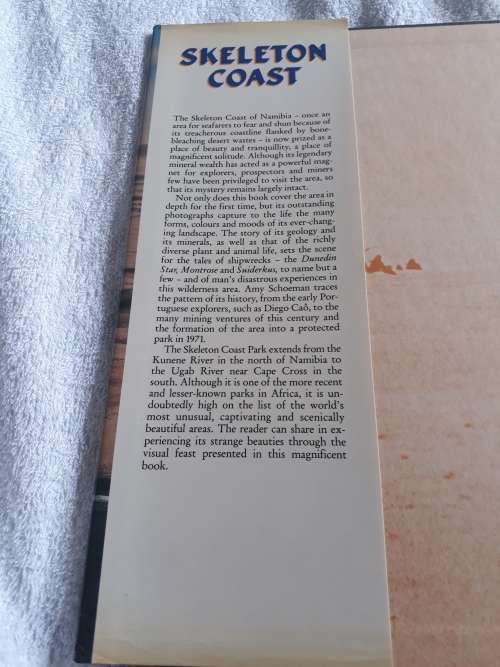 SKELETON
COAST
The Skeleton Coast of Namibia – once an
area for seafarers to fear and shun because of
its treacherous coastline flanked by bone-
bleaching desert wastes – is now prized as a
place of beauty and tranquillity, a place of
magnificent solitude. Although its legendary
mineral wealth has acted as a powerful mag-
net for explorers, prospectors and miners
few have been privileged to visit the area, so
that its mystery remains largely intact.
Not only does this book cover the area in
depth for the first time, but its outstanding
photographs capture to the life the many
forms, colours and moods of its ever-chang-
ing landscape. The story of its geology and
its minerals, as well as that of the richly
diverse plant and animal life, sets the scene
for the tales of shipwrecks – the Dunedin
Star, Montrose and Suiderkus, to name but a
few – and of man's disastrous experiences in
this wilderness area. Amy Schoeman traces
the pattern of its history, from the early Por-
tuguese explorers, such as Diego Caõ, to the
many mining ventures of this century and
the formation of the area into a protected
park in 1971.
The Skeleton Coast Park extends from the
Kunene River in the north of Namibia to
the Ugab River near Cape Cross in the
south. Although it is one of the more recent
and lesser-known parks in Africa, it is un-
doubtedly high on the list of the world's
most unusual, captivating and scenically
beautiful areas. The reader can share in ex-
periencing its strange beauties through the
visual feast presented in this magnificent
book.